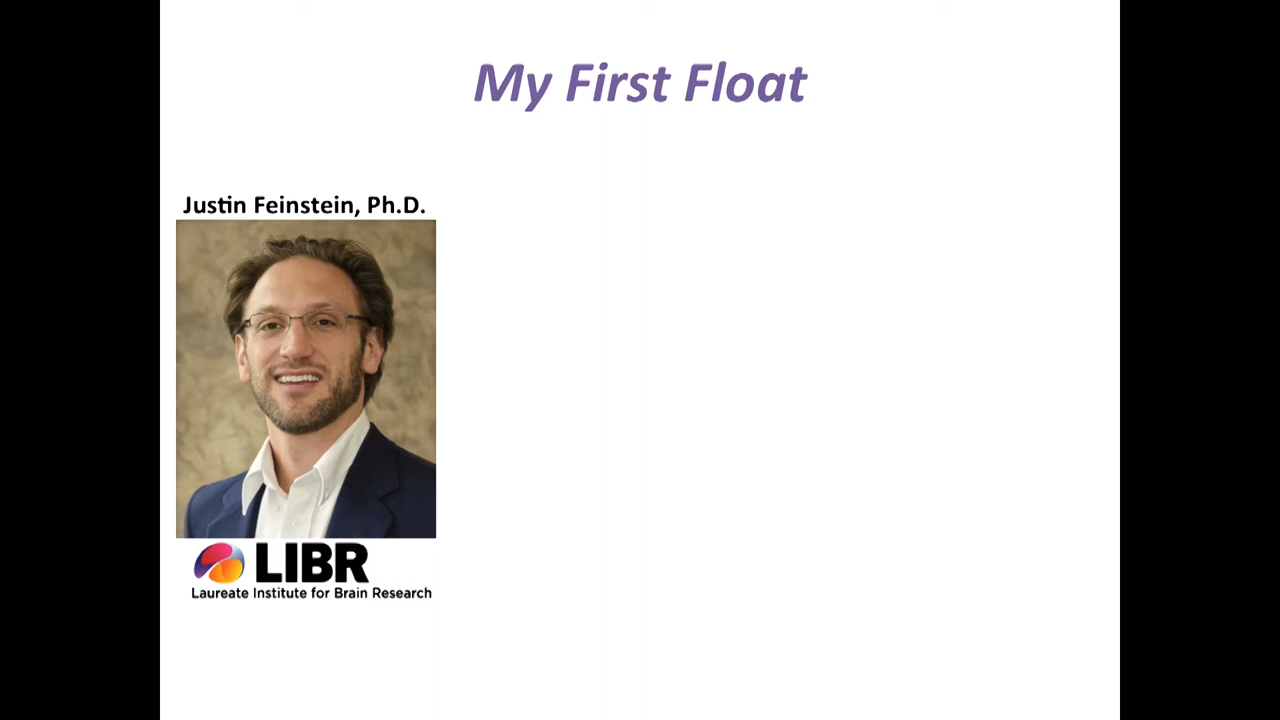 My First Float
Justin Feinstein, Ph.D.
LIBR
Laureate Institute for Brain Research